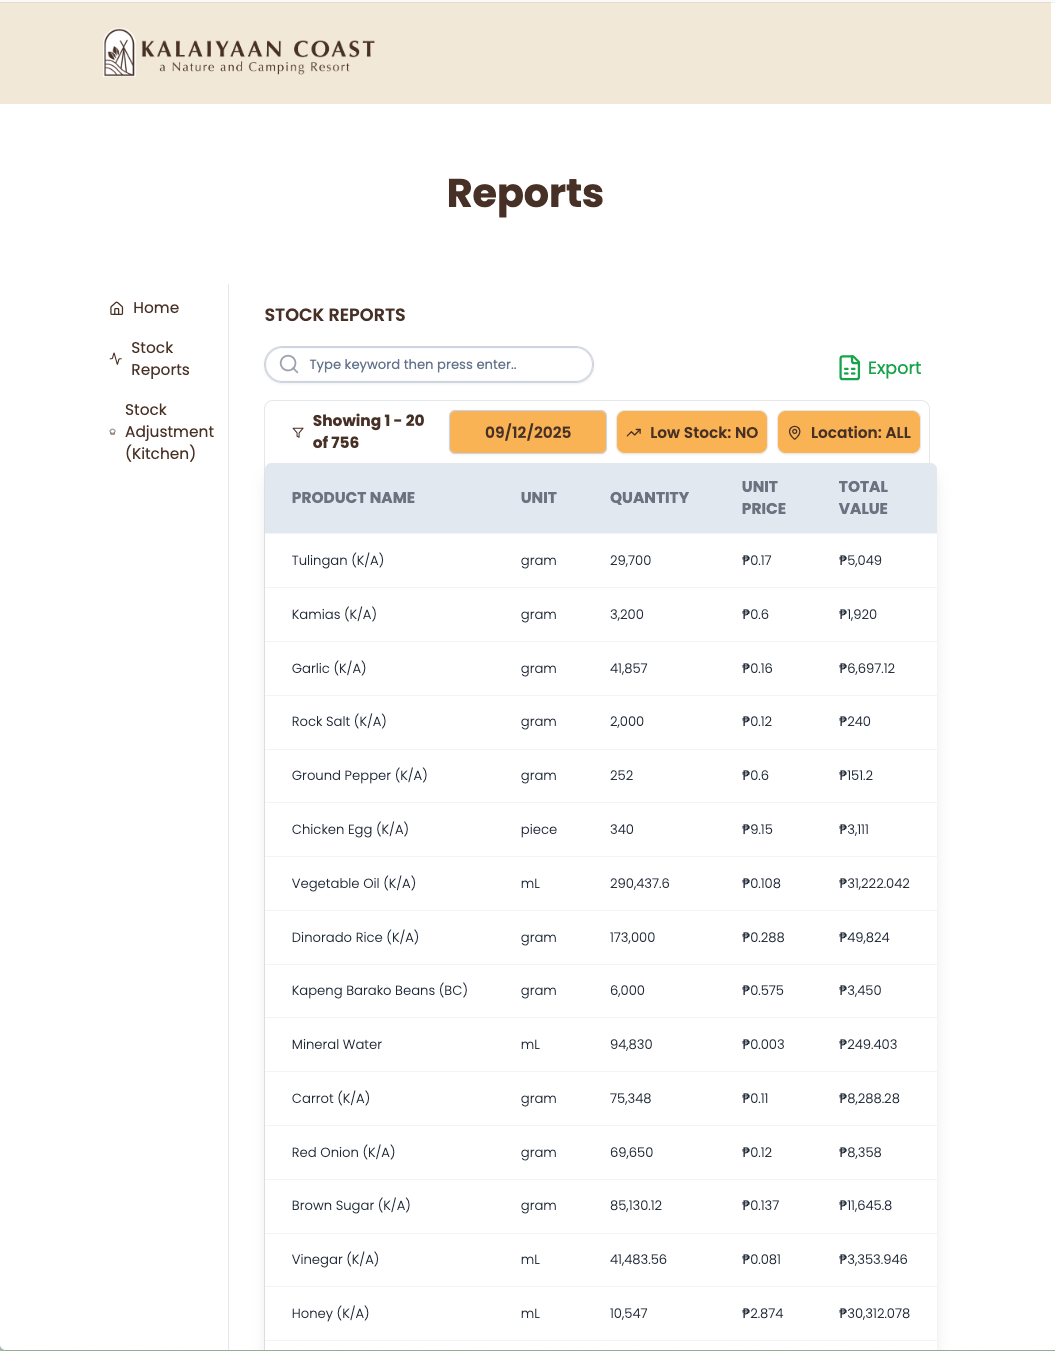 KALAIYAAN COAST
a Nature and Camping Resort
Reports
Home
Stock
Reports
Stock
Adjustment
(Kitchen)
STOCK REPORTS
Type keyword then press enter..
Export
Showing 1 - 20
of 756
09/12/2025
Low Stock: NO
Location: ALL
PRODUCT NAME UNIT QUANTITY UNIT PRICE TOTAL VALUE
Tulingan (K/A) gram 29,700 ₱0.17 ₱5,049
Kamias (K/A) gram 3,200 ₱0.6 ₱1,920
Garlic (K/A) gram 41,857 ₱0.16 ₱6,697.12
Rock Salt (K/A) gram 2,000 ₱0.12 ₱240
Ground Pepper (K/A) gram 252 ₱0.6 ₱151.2
Chicken Egg (K/A) piece 340 ₱9.15 ₱3,111
Vegetable Oil (K/A) mL 290,437.6 ₱0.108 ₱31,222.042
Dinorado Rice (K/A) gram 173,000 ₱0.288 ₱49,824
Kapeng Barako Beans (BC) gram 6,000 ₱0.575 ₱3,450
Mineral Water mL 94,830 ₱0.003 ₱249.403
Carrot (K/A) gram 75,348 ₱0.11 ₱8,288.28
Red Onion (K/A) gram 69,650 ₱0.12 ₱8,358
Brown Sugar (K/A) gram 85,130.12 ₱0.137 ₱11,645.8
Vinegar (K/A) mL 41,483.56 ₱0.081 ₱3,353.946
Honey (K/A) mL 10,547 ₱2.874 ₱30,312.078